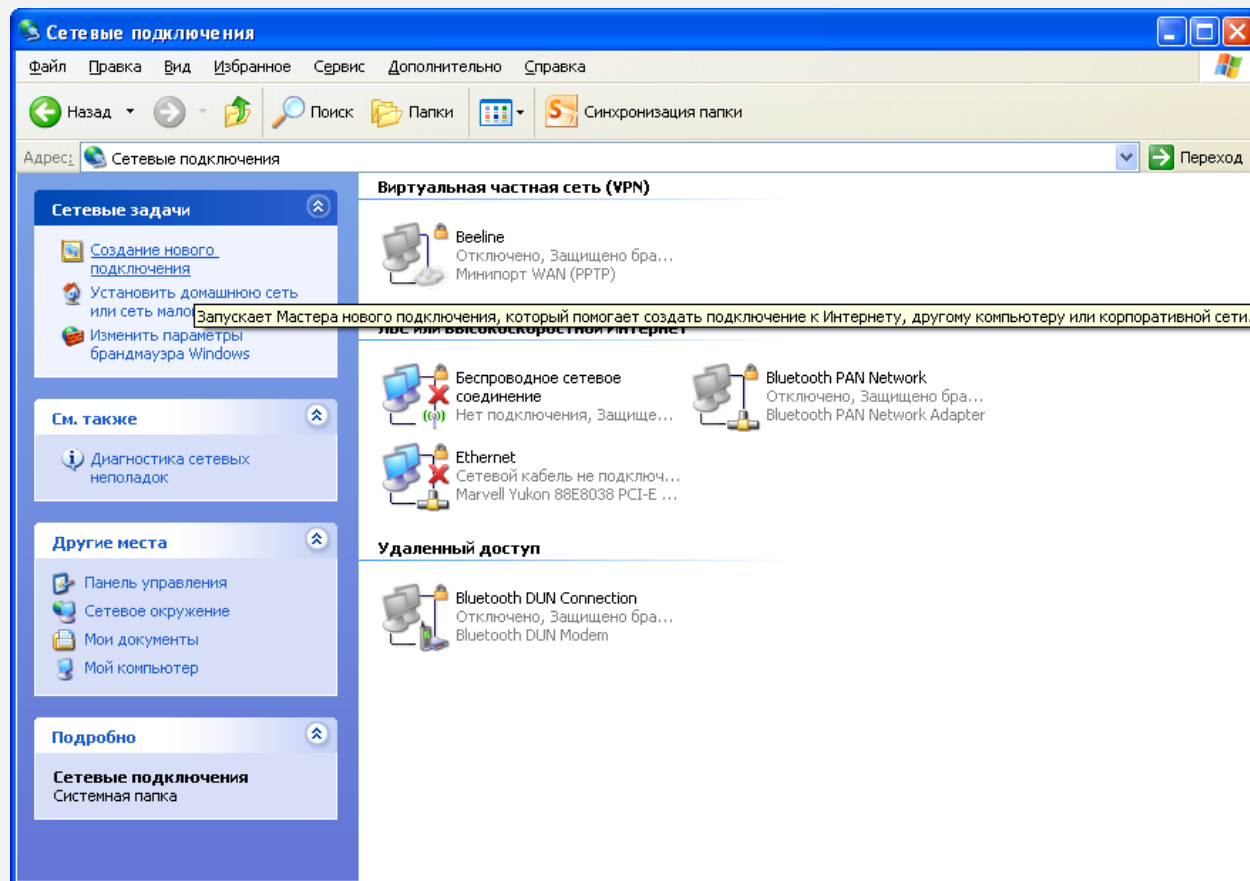 Сетевые подключения
Файл Правка Вид Избранное Сервис Дополнительно Справка
Назад Поиск Папки Синхронизация папки
Адрес: Сетевые подключения Переход
Сетевые задачи
Создание нового
подключения
Установить домашнюю сеть
или сеть мало
Изменить параметры
брандмауэра Windows
См. также
Диагностика сетевых
неполадок
Другие места
Панель управления
Сетевое окружение
Мои документы
Мой компьютер
Подробно
Сетевые подключения
Системная папка
Виртуальная частная сеть (VPN)
Beeline
Отключено, Защищено бра...
Минипорт WAN (PPTP)
Запускает Мастера нового подключения, который помогает создать подключение к Интернету, другому компьютеру или корпоративной сети.
ЛВС или высокоскоростной Интернет
Беспроводное сетевое
соединение
Нет подключения, Защище...
Bluetooth PAN Network
Отключено, Защищено бра...
Bluetooth PAN Network Adapter
Ethernet
Сетевой кабель не подключ...
Marvell Yukon 88E8038 PCI-E ...
Удаленный доступ
Bluetooth DUN Connection
Отключено, Защищено бра...
Bluetooth DUN Modem